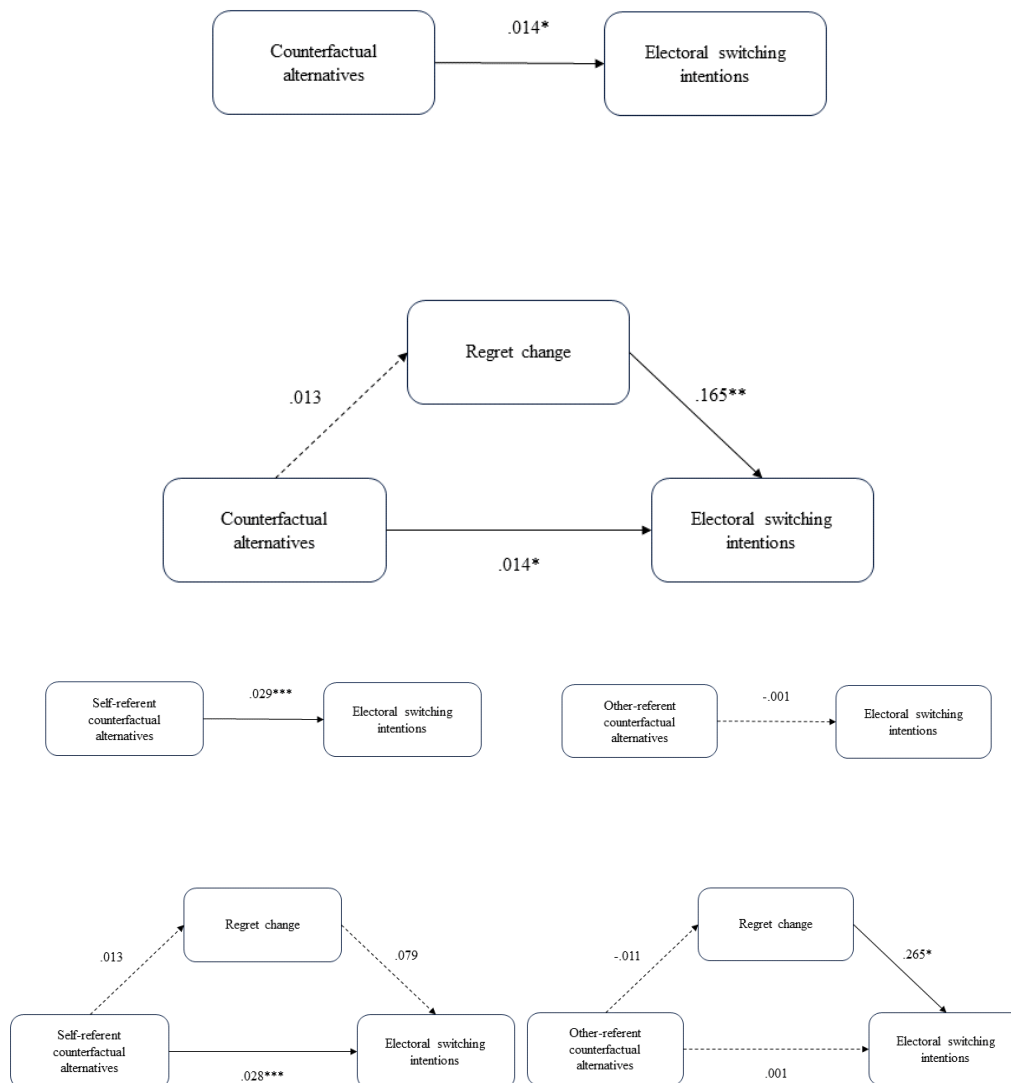 .014*
Counterfactual
alternatives
Electoral switching
intentions
Regret change
.013
.165**
Counterfactual
alternatives
Electoral switching
intentions
.014*
Self-referent
counterfactual
alternatives
.029***
Electoral switching
intentions
Other-referent
counterfactual
alternatives
-.001
Electoral switching
intentions
Regret change
.013
.079
Self-referent
counterfactual
alternatives
Electoral switching
intentions
.028***
Regret change
-.011
.265*
Other-referent
counterfactual
alternatives
Electoral switching
intentions
.001